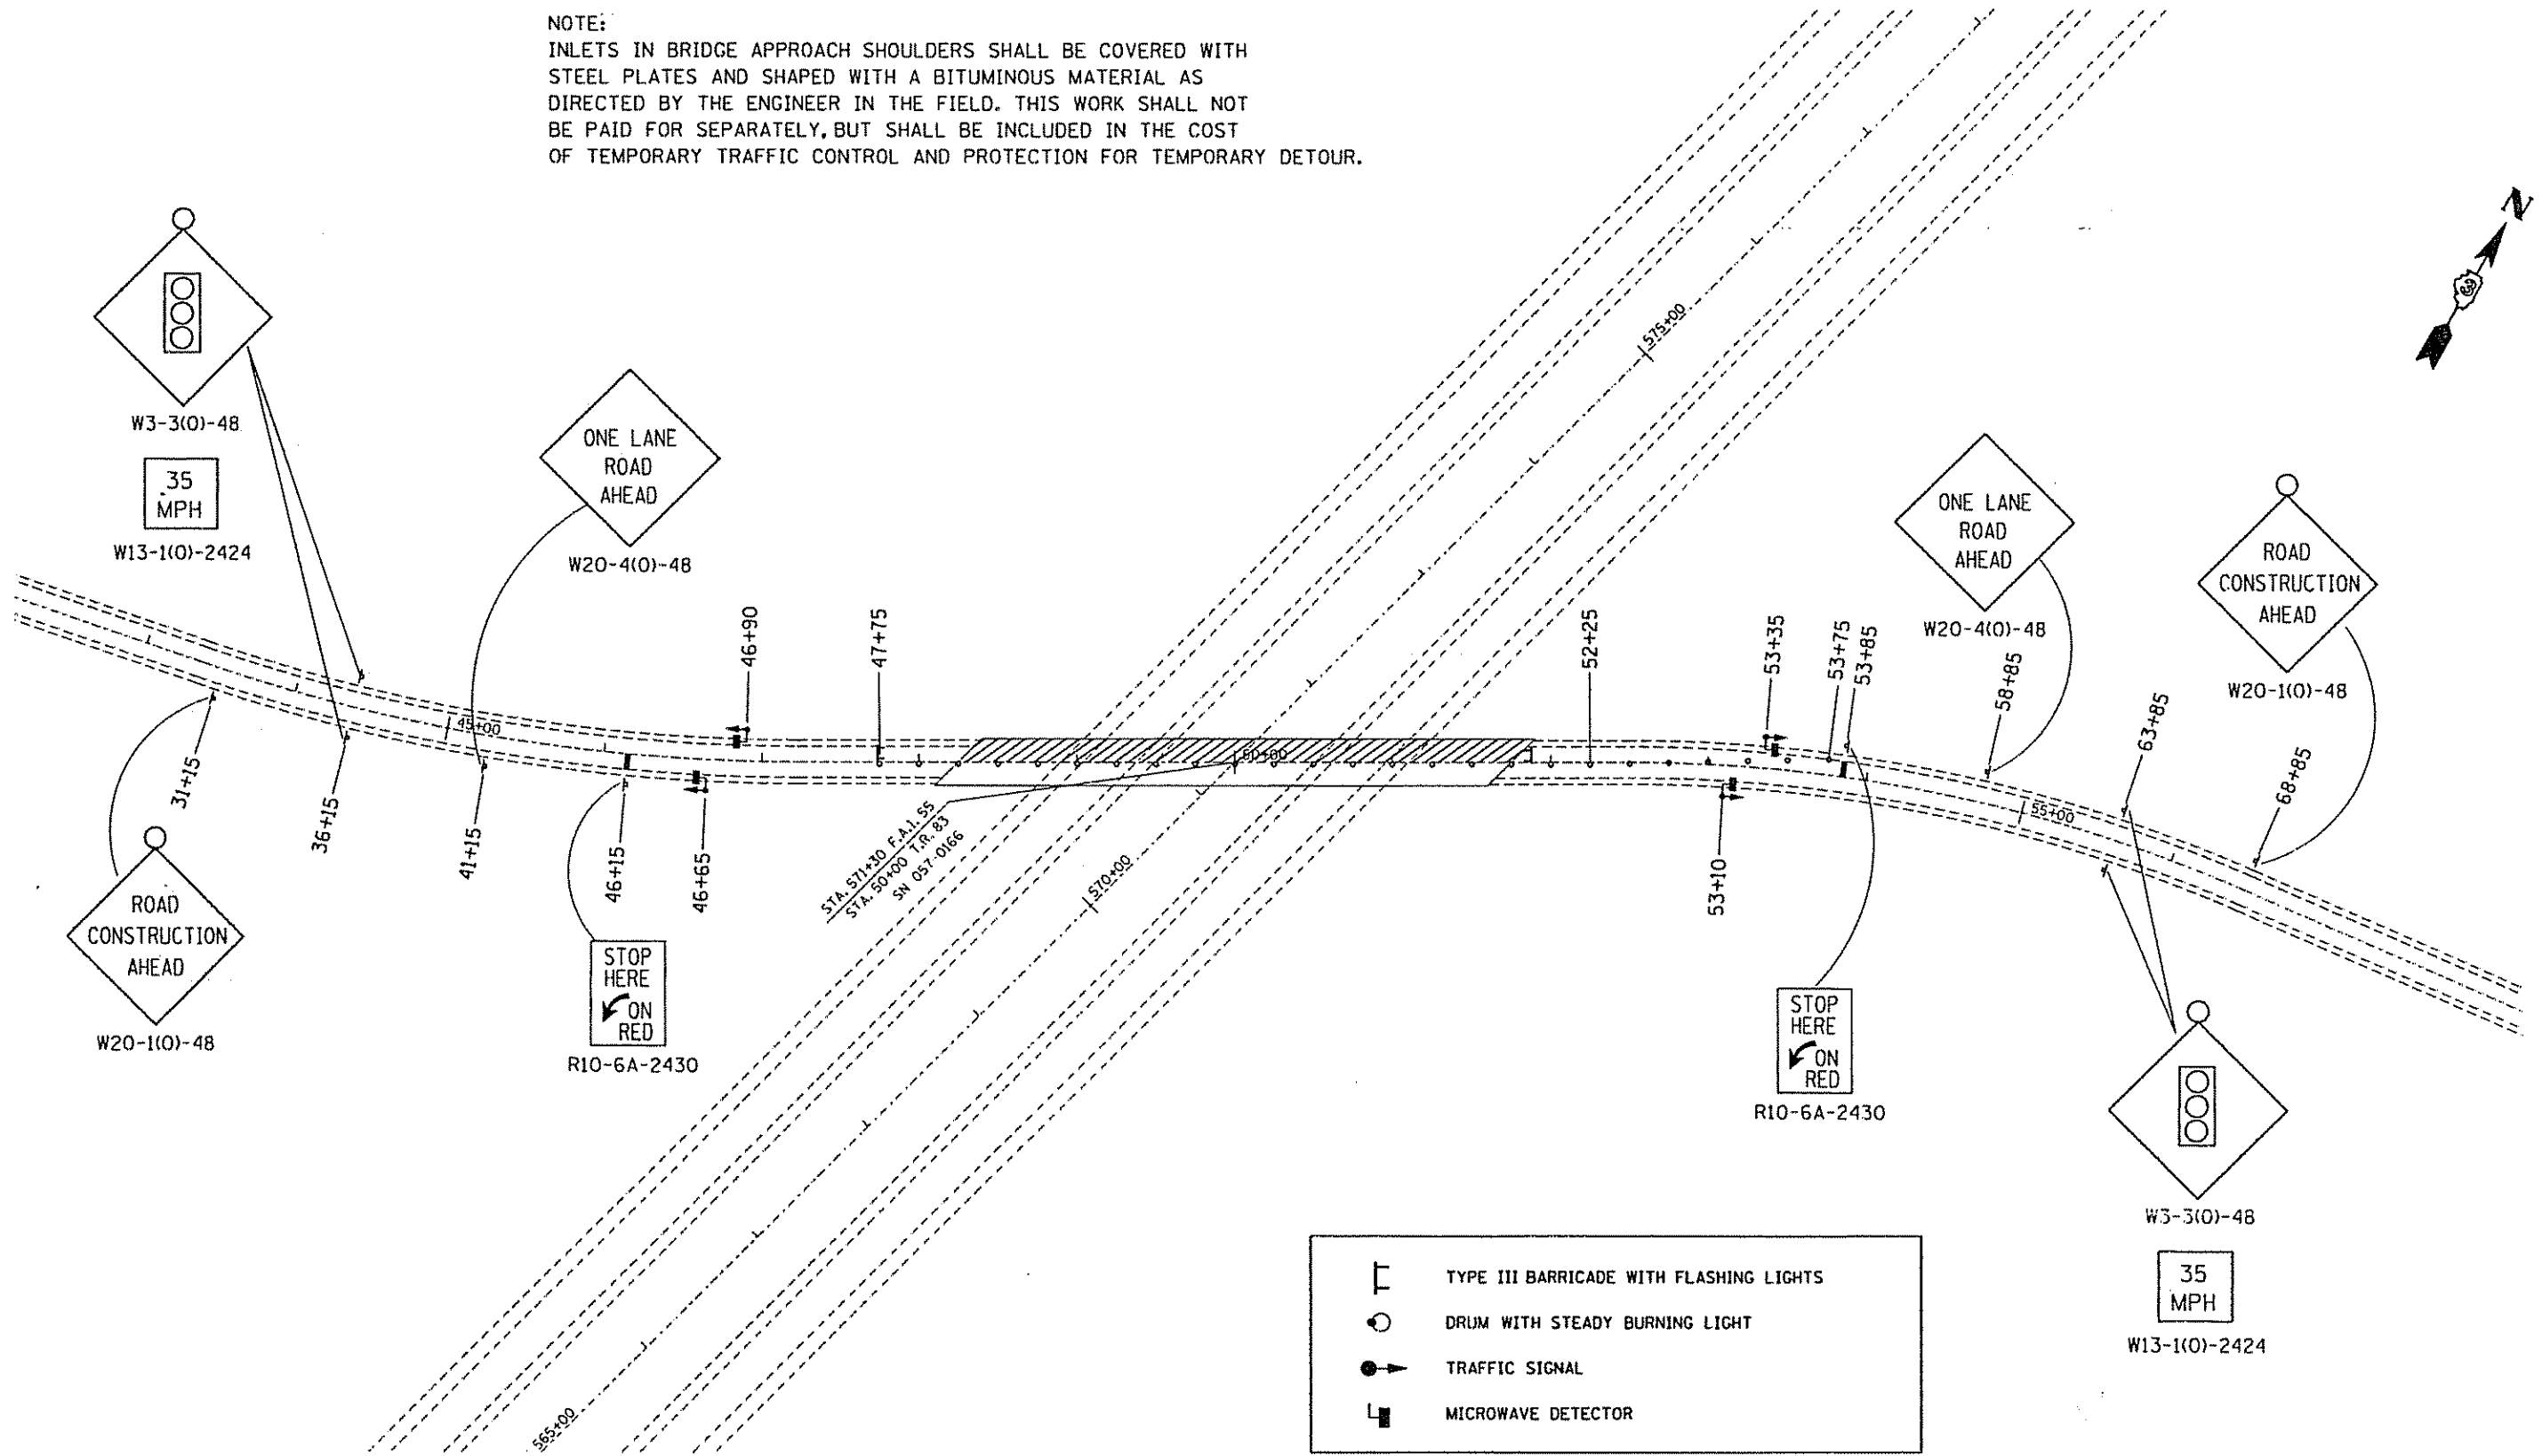 NOTE:
INLETS IN BRIDGE APPROACH SHOULDERS SHALL BE COVERED WITH
STEEL PLATES AND SHAPED WITH A BITUMINOUS MATERIAL AS
DIRECTED BY THE ENGINEER IN THE FIELD. THIS WORK SHALL NOT
BE PAID FOR SEPARATELY, BUT SHALL BE INCLUDED IN THE COST
OF TEMPORARY TRAFFIC CONTROL AND PROTECTION FOR TEMPORARY DETOUR.
N
W3-3(O)-48
35
MPH
W13-1(O)-2424
ONE LANE
ROAD
AHEAD
W20-4(O)-48
575+00
ONE LANE
ROAD
AHEAD
W20-4(O)-48
ROAD
CONSTRUCTION
AHEAD
W20-1(O)-48
31+15
36+15
45+00
41+15
46+15
46+65
46+90
47+75
50+00
52+25
53+35
53+10
53+75
53+85
58+85
55+00
63+85
68+85
STA. 571+30 F.A.I. 55
STA. 50+00 T.R. 83
SN 057-0166
570+00
ROAD
CONSTRUCTION
AHEAD
W20-1(O)-48
STOP
HERE
ON
RED
R10-6A-2430
STOP
HERE
ON
RED
R10-6A-2430
W3-3(O)-48
35
MPH
W13-1(O)-2424
565+00
TYPE III BARRICADE WITH FLASHING LIGHTS
DRUM WITH STEADY BURNING LIGHT
TRAFFIC SIGNAL
MICROWAVE DETECTOR